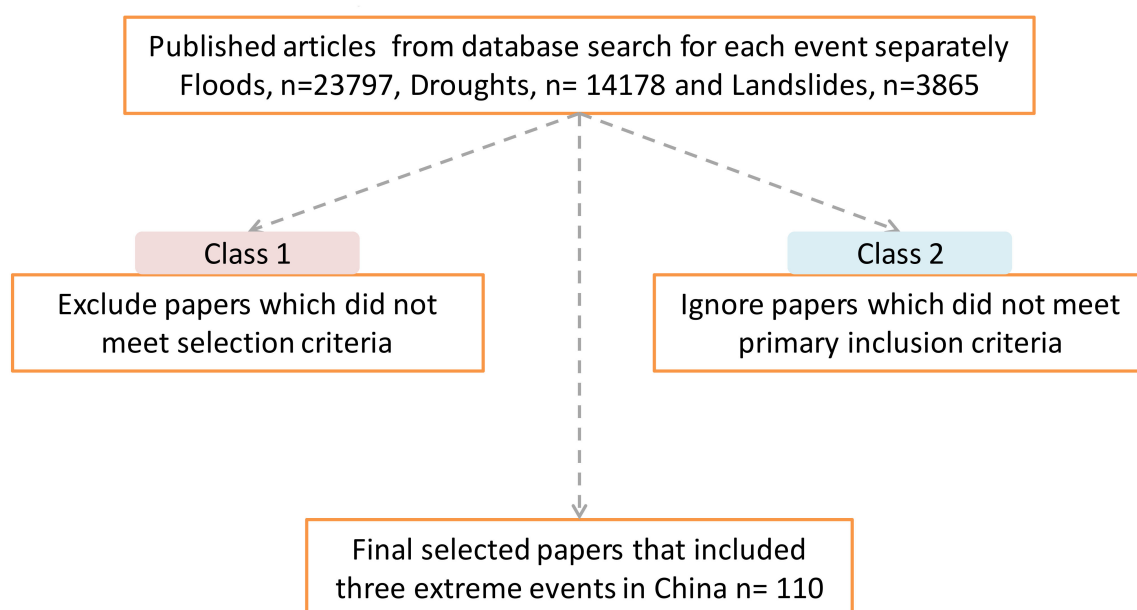 Published articles from database search for each event separately
Floods, n=23797, Droughts, n= 14178 and Landslides, n=3865
Class 1
Exclude papers which did not
meet selection criteria
Class 2
Ignore papers which did not meet
primary inclusion criteria
Final selected papers that included
three extreme events in China n= 110